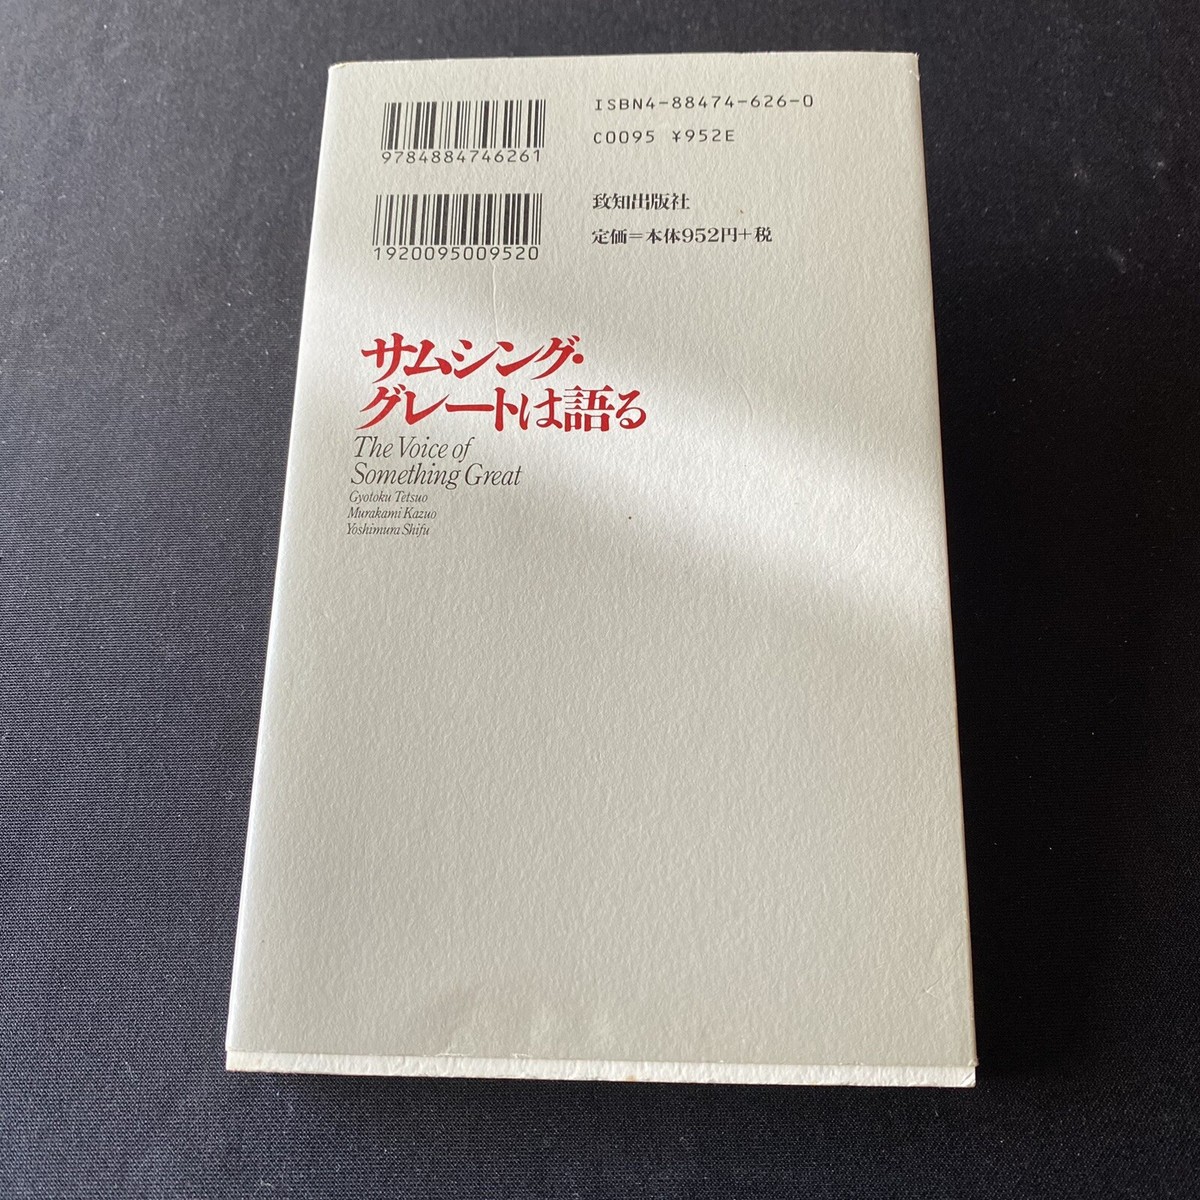 ISBN4-88474-626-0
C0095 ¥952E
9784884746261
致知出版社
定価=本体952円+税
1920095009520
サムシング・
グレートは語る
The Voice of
Something Great
Gyotoku Tetsuo
Murakami Kazuo
Yoshimura Shifu